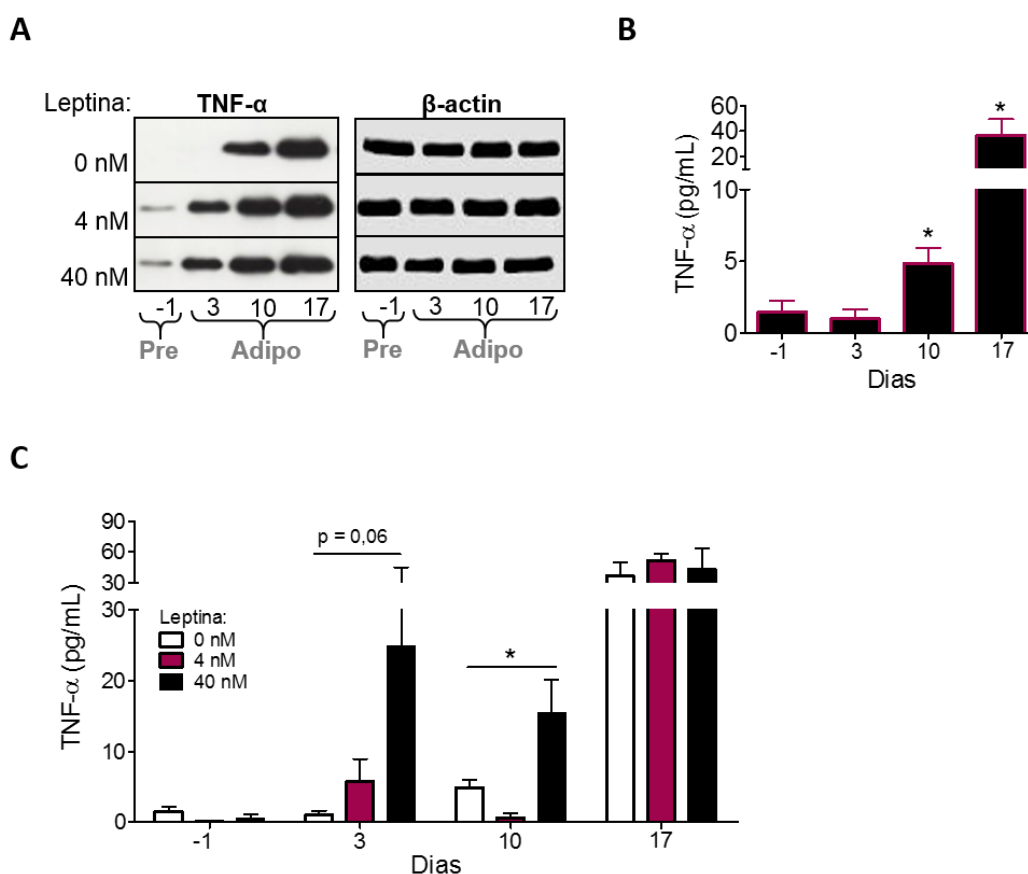 A
Leptina: TNF-α β-actin
0 nM
4 nM
40 nM
-1 3 10 17 -1 3 10 17
Pre Adipo Pre Adipo
B
TNF-α (pg/mL)
60
40
20
10
5
0
-1 3 10 17
* *
Dias
C
TNF-α (pg/mL)
90
60
30
30
20
10
0
p = 0,06
*
Leptina:
0 nM
4 nM
40 nM
-1 3 10 17
Dias